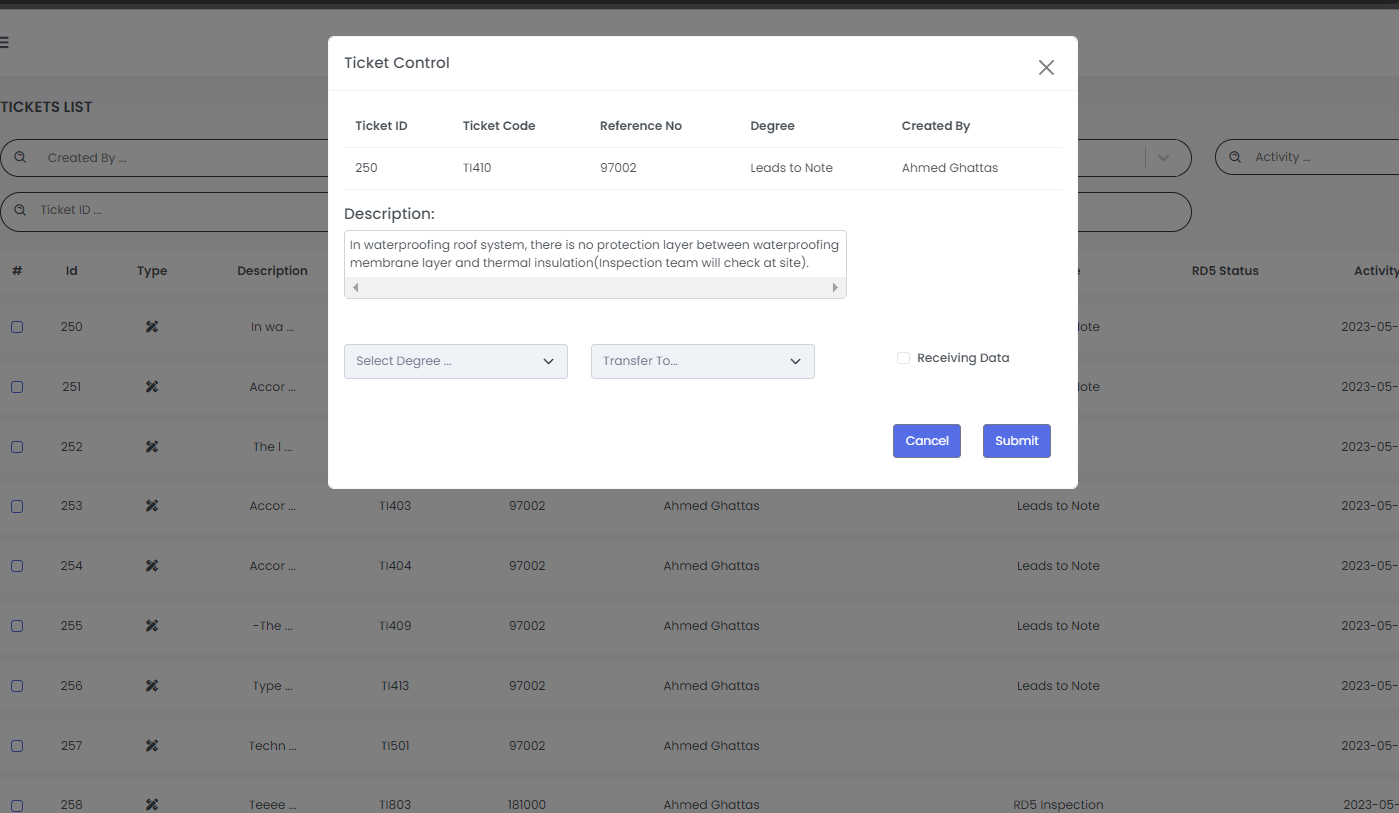 Ticket Control
Ticket ID Ticket Code Reference No Degree Created By
250 TI410 97002 Leads to Note Ahmed Ghattas
Description:
In waterproofing roof system, there is no protection layer between waterproofing
membrane layer and thermal insulation(Inspection team will check at site).
Select Degree ... Transfer To... Receiving Data
Cancel Submit
TICKETS LIST
Created By ... Activity ...
Ticket ID ...
# Id Type Description RD5 Status Activity
250 In wa ... 2023-05-
251 Accor ... 2023-05-
252 The l ... 2023-05-
253 Accor ... TI403 97002 Ahmed Ghattas Leads to Note 2023-05-
254 Accor ... TI404 97002 Ahmed Ghattas Leads to Note 2023-05-
255 -The ... TI409 97002 Ahmed Ghattas Leads to Note 2023-05-
256 Type ... TI413 97002 Ahmed Ghattas Leads to Note 2023-05-
257 Techn ... TI501 97002 Ahmed Ghattas 2023-05-
258 Teeee ... TI803 181000 Ahmed Ghattas RD5 Inspection 2023-05-